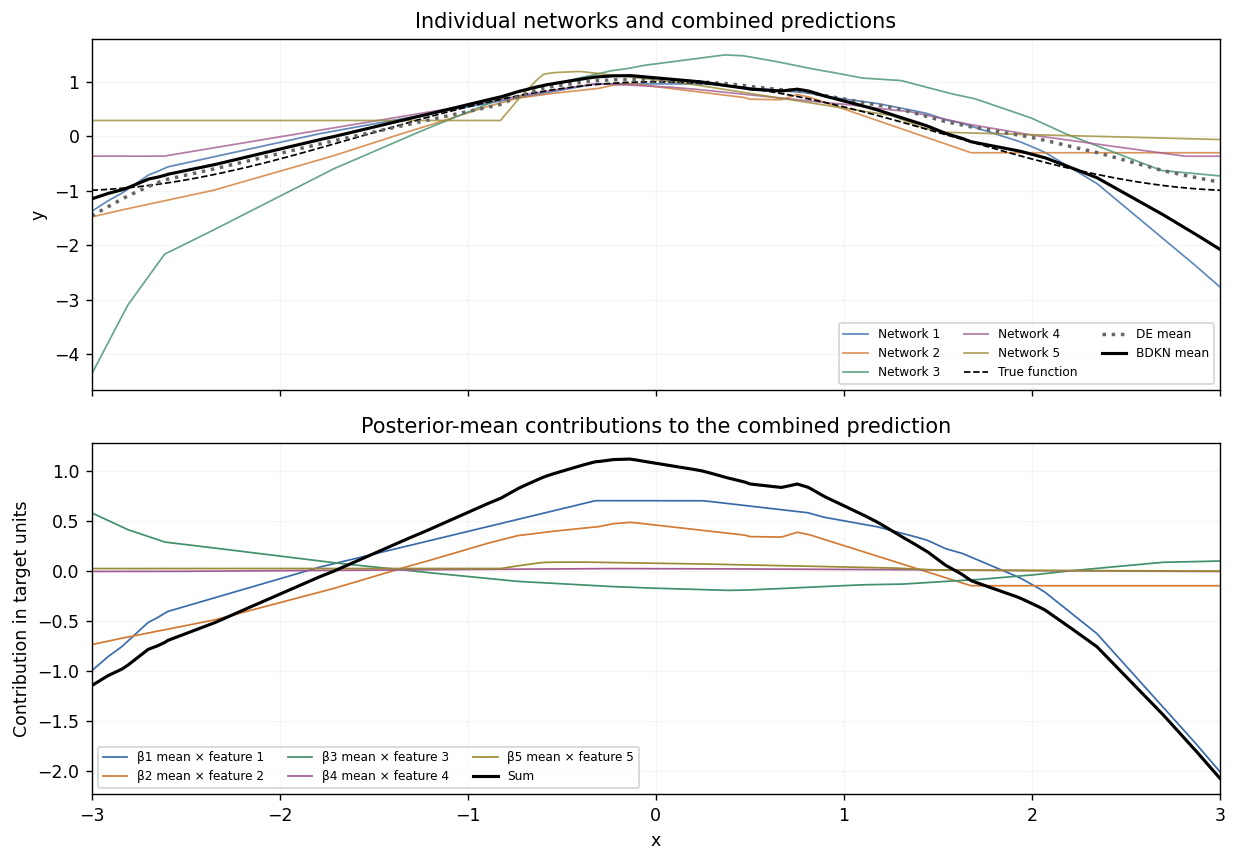 Individual networks and combined predictions
1
0
−1
−2
−3
−4
y
Network 1
Network 2
Network 3
Network 4
Network 5
True function
DE mean
BDKN mean
Posterior-mean contributions to the combined prediction
1.0
0.5
0.0
−0.5
−1.0
−1.5
−2.0
Contribution in target units
β1 mean × feature 1
β2 mean × feature 2
β3 mean × feature 3
β4 mean × feature 4
β5 mean × feature 5
Sum
−3 −2 −1 0 1 2 3
x